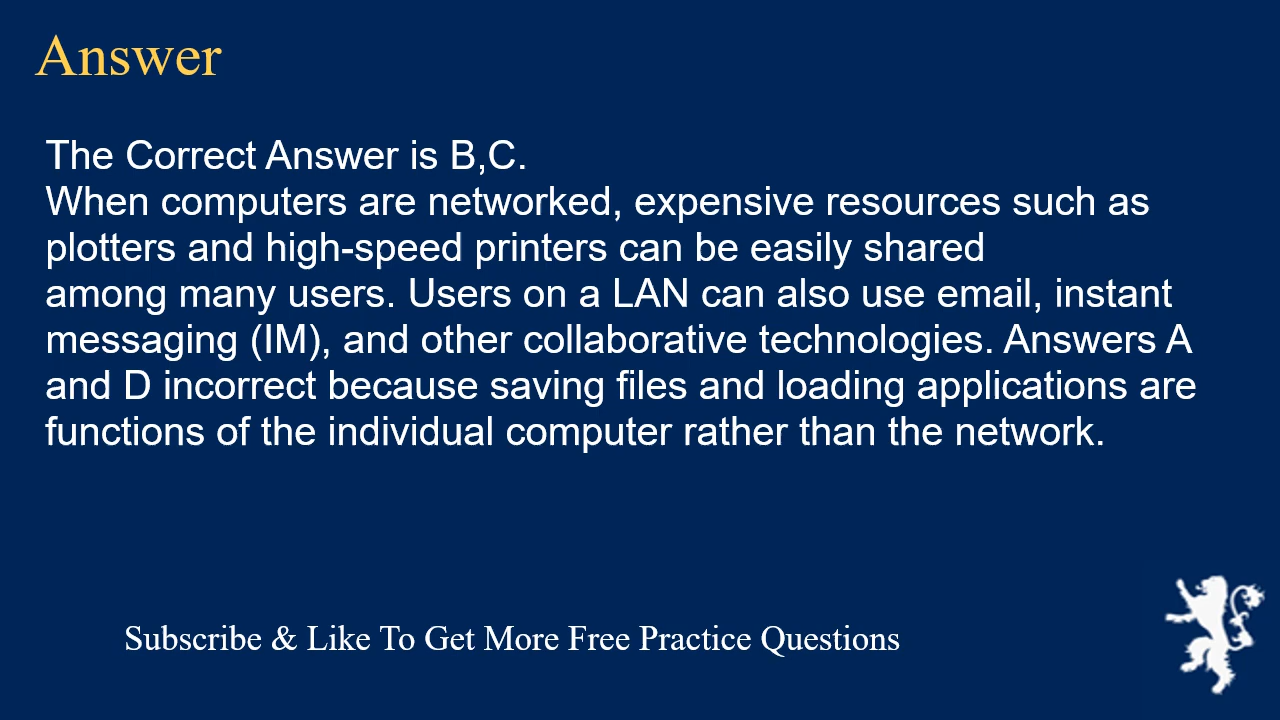 Answer
The Correct Answer is B,C.
When computers are networked, expensive resources such as
plotters and high-speed printers can be easily shared
among many users. Users on a LAN can also use email, instant
messaging (IM), and other collaborative technologies. Answers A
and D incorrect because saving files and loading applications are
functions of the individual computer rather than the network.
Subscribe & Like To Get More Free Practice Questions